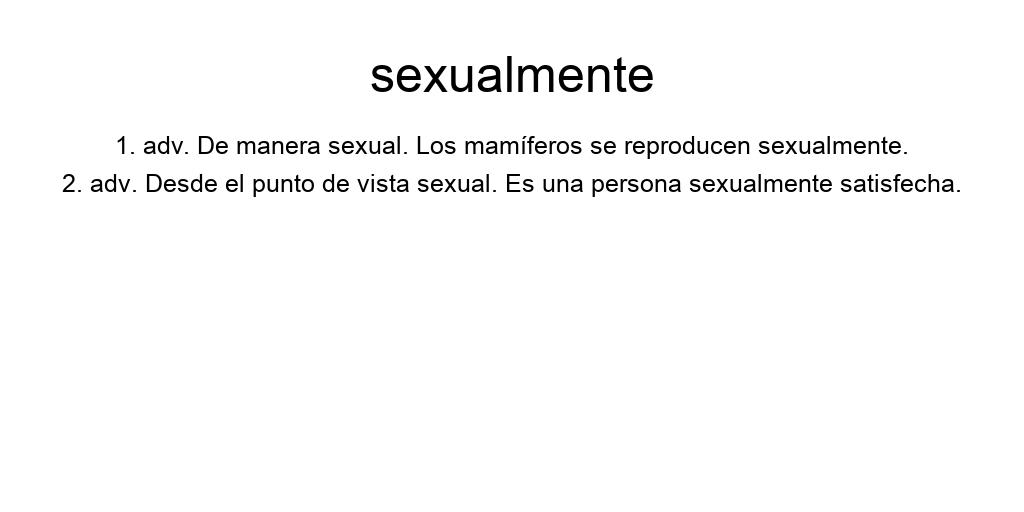 sexualmente
1. adv. De manera sexual. Los mamíferos se reproducen sexualmente.
2. adv. Desde el punto de vista sexual. Es una persona sexualmente satisfecha.